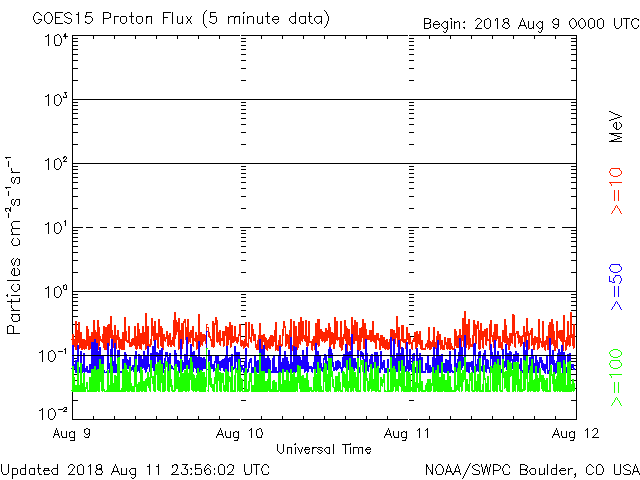 GOES15 Proton Flux (5 minute data)
Begin: 2018 Aug 9 0000 UTC
10⁴
10³
10²
10¹
10⁰
10⁻¹
10⁻²
Particles cm⁻²s⁻¹sr⁻¹
MeV
>=10
>=50
>=100
Aug 9
Aug 10
Aug 11
Aug 12
Universal Time
Updated 2018 Aug 11 23:56:02 UTC
NOAA/SWPC Boulder, CO USA